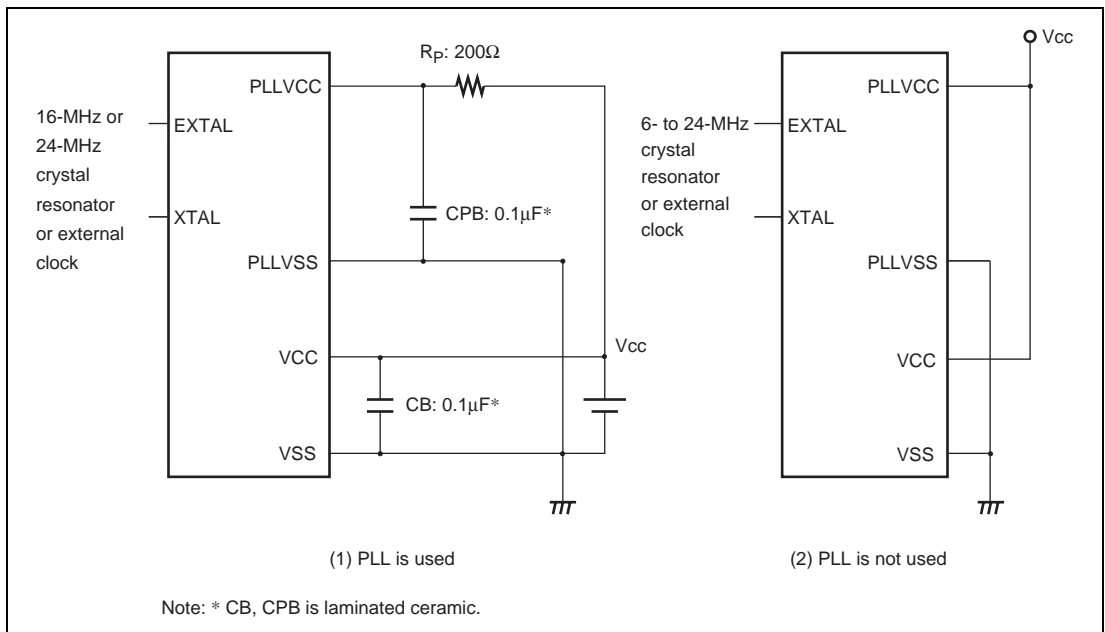 RP: 200Ω
PLLVCC
16-MHz or
24-MHz
crystal
resonator
or external
clock
EXTAL
XTAL
CPB: 0.1μF*
PLLVSS
VCC
Vcc
CB: 0.1μF*
VSS
(1) PLL is used
Vcc
PLLVCC
6- to 24-MHz
crystal
resonator
or external
clock
EXTAL
XTAL
PLLVSS
VCC
VSS
(2) PLL is not used
Note: * CB, CPB is laminated ceramic.